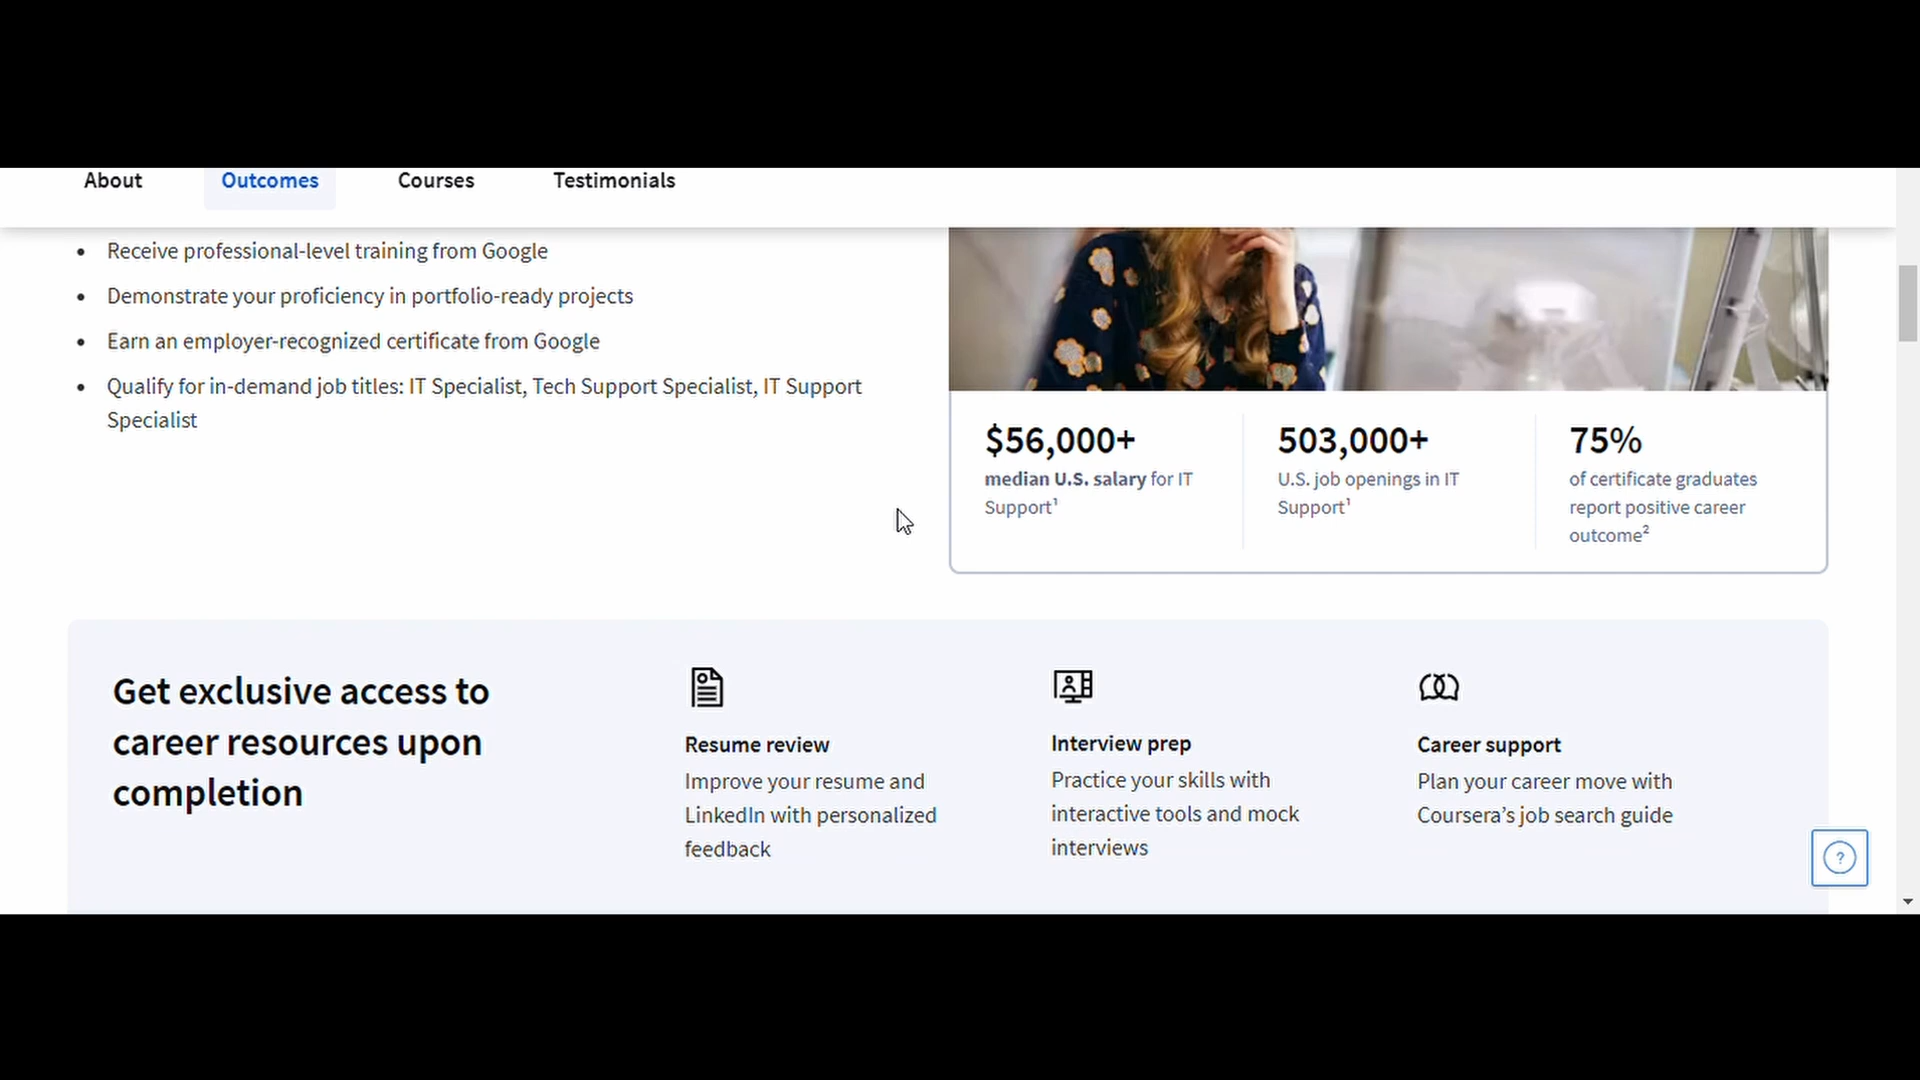 About
Outcomes
Courses
Testimonials
• Receive professional-level training from Google
• Demonstrate your proficiency in portfolio-ready projects
• Earn an employer-recognized certificate from Google
• Qualify for in-demand job titles: IT Specialist, Tech Support Specialist, IT Support
Specialist
$56,000+
median U.S. salary for IT
Support¹
503,000+
U.S. job openings in IT
Support¹
75%
of certificate graduates
report positive career
outcome²
Get exclusive access to
career resources upon
completion
Resume review
Improve your resume and
LinkedIn with personalized
feedback
Interview prep
Practice your skills with
interactive tools and mock
interviews
Career support
Plan your career move with
Coursera’s job search guide
?